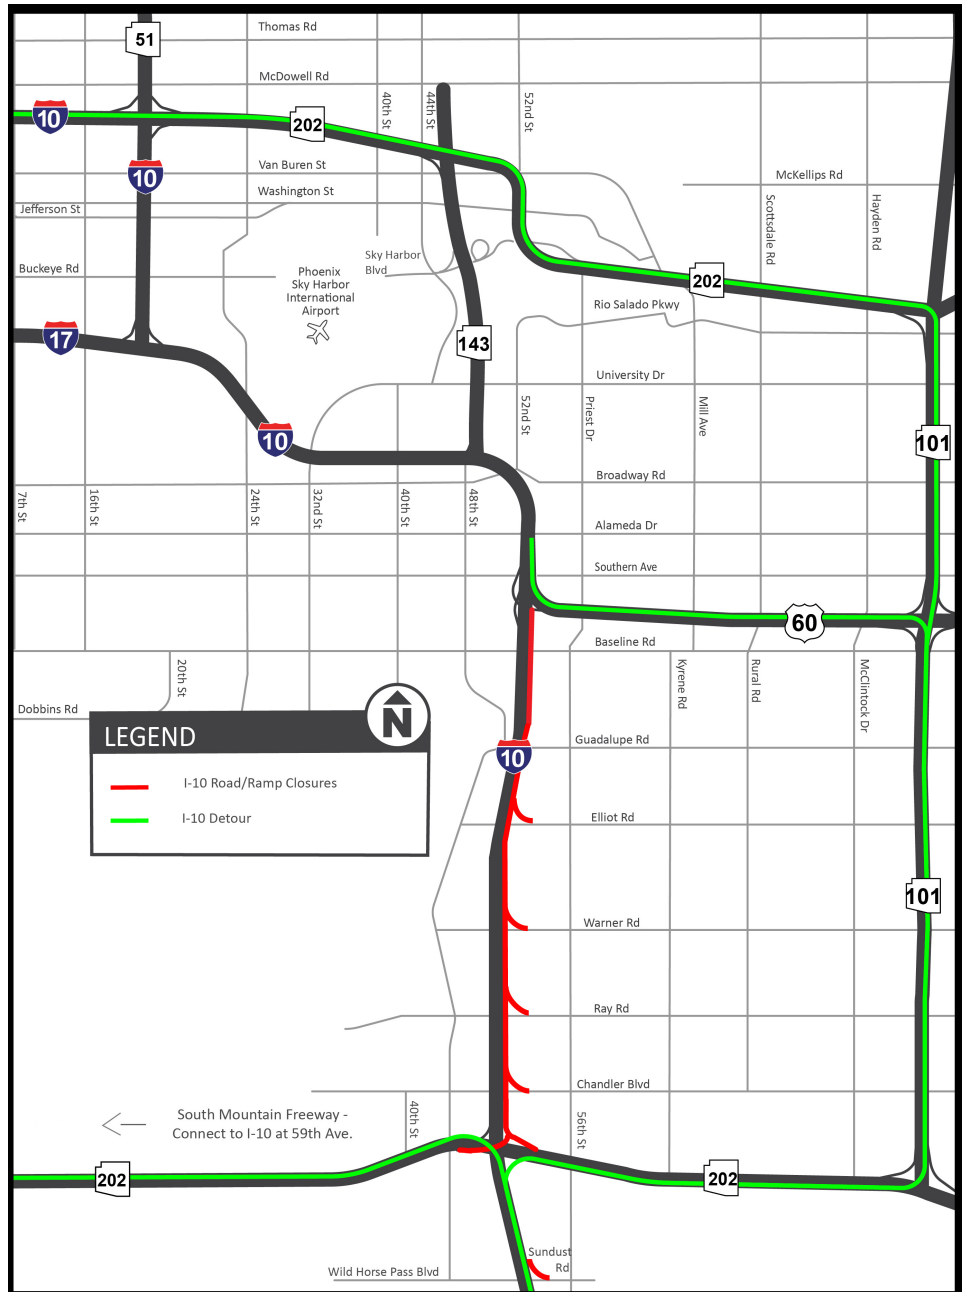 Thomas Rd
51
McDowell Rd
40th St
44th St
52nd St
10
202
10
Van Buren St
Washington St
Jefferson St
McKellips Rd
Scottsdale Rd
Hayden Rd
Buckeye Rd
Sky Harbor
Blvd
Phoenix
Sky Harbor
International
Airport
202
Rio Salado Pkwy
17
143
University Dr
52nd St
Priest Dr
Mill Ave
10
101
Broadway Rd
7th St
16th St
24th St
32nd St
40th St
48th St
Alameda Dr
Southern Ave
60
Baseline Rd
20th St
Kyrene Rd
Rural Rd
McClintock Dr
Dobbins Rd
N
LEGEND
I-10 Road/Ramp Closures
I-10 Detour
Guadalupe Rd
10
Elliot Rd
101
Warner Rd
Ray Rd
Chandler Blvd
South Mountain Freeway -
Connect to I-10 at 59th Ave.
40th St
56th St
202
202
Sundust
Rd
Wild Horse Pass Blvd